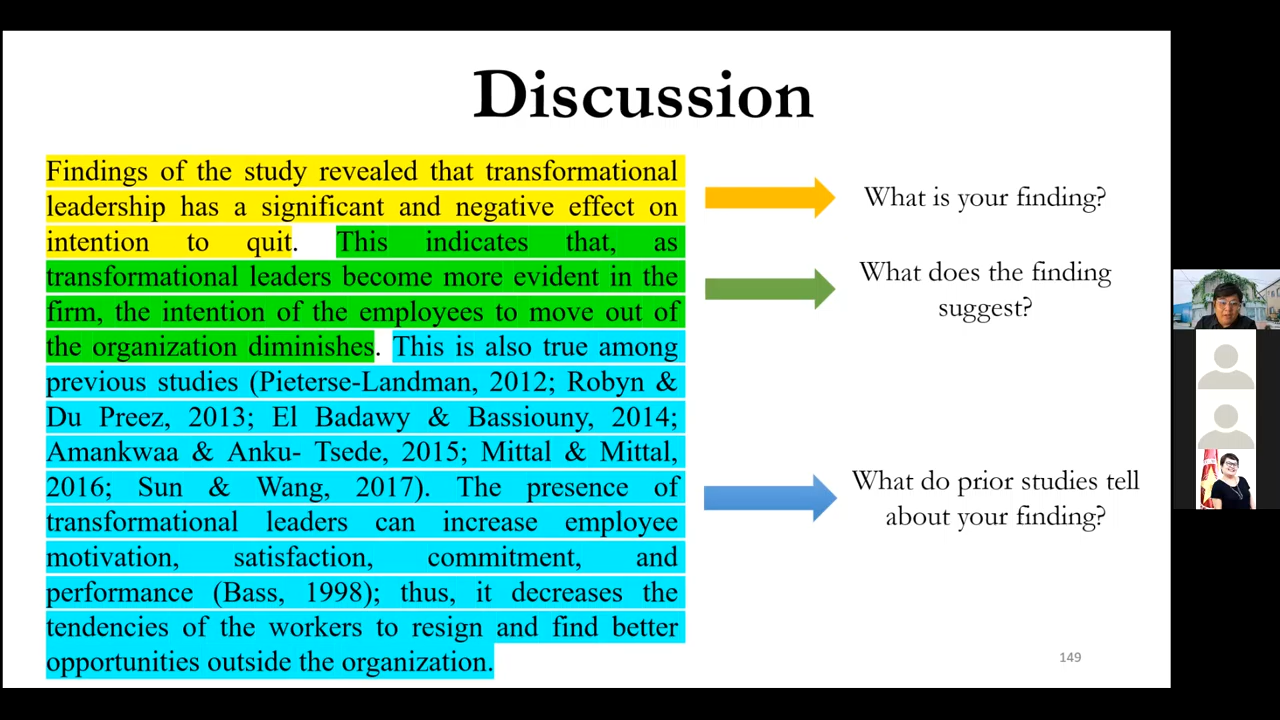 Discussion
Findings of the study revealed that transformational
leadership has a significant and negative effect on
intention to quit. This indicates that, as
transformational leaders become more evident in the
firm, the intention of the employees to move out of
the organization diminishes. This is also true among
previous studies (Pieterse-Landman, 2012; Robyn &
Du Preez, 2013; El Badawy & Bassiouny, 2014;
Amankwaa & Anku- Tsede, 2015; Mittal & Mittal,
2016; Sun & Wang, 2017). The presence of
transformational leaders can increase employee
motivation, satisfaction, commitment, and
performance (Bass, 1998); thus, it decreases the
tendencies of the workers to resign and find better
opportunities outside the organization.
What is your finding?
What does the finding
suggest?
What do prior studies tell
about your finding?
149